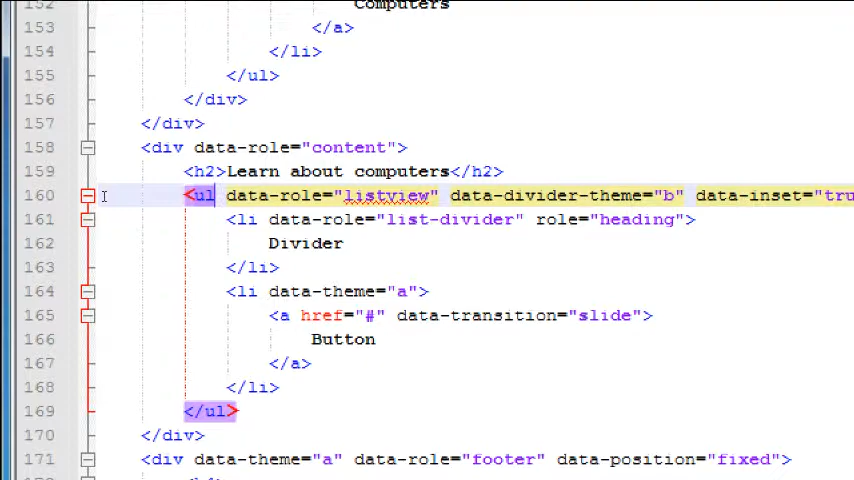 152 Computers
153 </a>
154 </li>
155 </ul>
156 </div>
157 </div>
158 <div data-role="content">
159 <h2>Learn about computers</h2>
160 <ul data-role="listview" data-divider-theme="b" data-inset="tru
161 <li data-role="list-divider" role="heading">
162 Divider
163 </li>
164 <li data-theme="a">
165 <a href="#" data-transition="slide">
166 Button
167 </a>
168 </li>
169 </ul>
170 </div>
171 <div data-theme="a" data-role="footer" data-position="fixed">